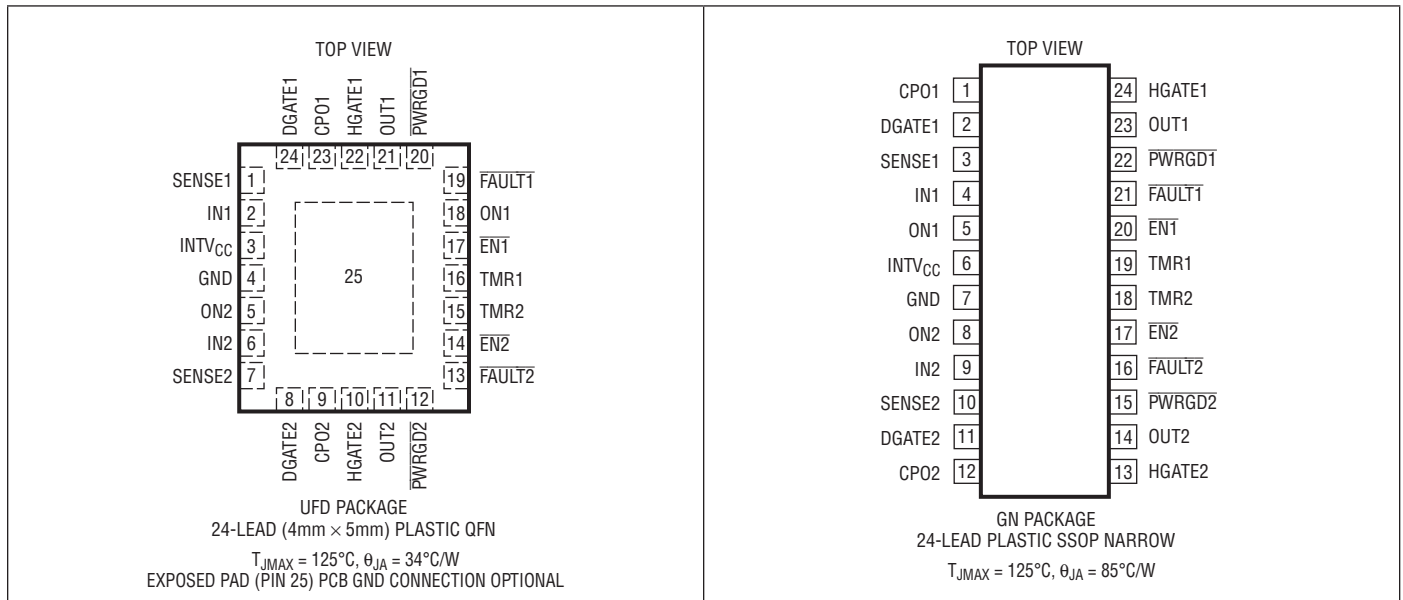 TOP VIEW
DGATE1 CPO1 HGATE1 OUT1 PWRGD1
24 23 22 21 20
SENSE1 1 19 FAULT1
IN1 2 18 ON1
INTVCC 3 17 EN1
GND 4 25 16 TMR1
ON2 5 15 TMR2
IN2 6 14 EN2
SENSE2 7 13 FAULT2
8 9 10 11 12
DGATE2 CPO2 HGATE2 OUT2 PWRGD2
UFD PACKAGE
24-LEAD (4mm × 5mm) PLASTIC QFN
TJMAX = 125°C, θJA = 34°C/W
EXPOSED PAD (PIN 25) PCB GND CONNECTION OPTIONAL
TOP VIEW
CPO1 1 24 HGATE1
DGATE1 2 23 OUT1
SENSE1 3 22 PWRGD1
IN1 4 21 FAULT1
ON1 5 20 EN1
INTVCC 6 19 TMR1
GND 7 18 TMR2
ON2 8 17 EN2
IN2 9 16 FAULT2
SENSE2 10 15 PWRGD2
DGATE2 11 14 OUT2
CPO2 12 13 HGATE2
GN PACKAGE
24-LEAD PLASTIC SSOP NARROW
TJMAX = 125°C, θJA = 85°C/W